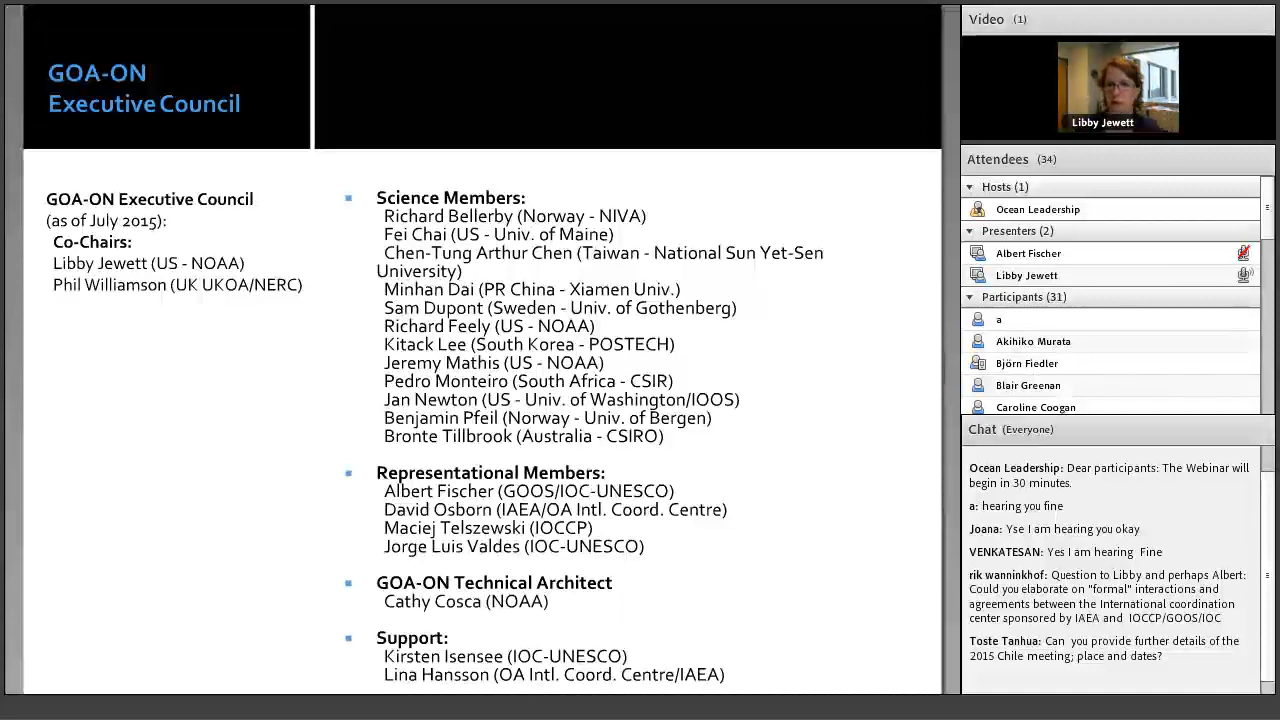 GOA-ON
Executive Council
GOA-ON Executive Council
(as of July 2015):
Co-Chairs:
Libby Jewett (US - NOAA)
Phil Williamson (UK UKOA/NERC)
Science Members:
Richard Bellerby (Norway - NIVA)
Fei Chai (US - Univ. of Maine)
Chen-Tung Arthur Chen (Taiwan - National Sun Yet-Sen
University)
Minhan Dai (PR China - Xiamen Univ.)
Sam Dupont (Sweden - Univ. of Gothenberg)
Richard Feely (US - NOAA)
Kitack Lee (South Korea - POSTECH)
Jeremy Mathis (US - NOAA)
Pedro Monteiro (South Africa - CSIR)
Jan Newton (US - Univ. of Washington/IOOS)
Benjamin Pfeil (Norway - Univ. of Bergen)
Bronte Tillbrook (Australia - CSIRO)
Representational Members:
Albert Fischer (GOOS/IOC-UNESCO)
David Osborn (IAEA/OA Intl. Coord. Centre)
Maciej Telszewski (IOCCP)
Jorge Luis Valdes (IOC-UNESCO)
GOA-ON Technical Architect
Cathy Cosca (NOAA)
Support:
Kirsten Isensee (IOC-UNESCO)
Lina Hansson (OA Intl. Coord. Centre/IAEA)
Video (1)
Libby Jewett
Attendees (34)
Hosts (1)
Ocean Leadership
Presenters (2)
Albert Fischer
Libby Jewett
Participants (31)
a
Akihiko Murata
Björn Fiedler
Blair Greenan
Caroline Coogan
Chat (Everyone)
Ocean Leadership: Dear participants: The Webinar will
begin in 30 minutes.
a: hearing you fine
Joana: Yse I am hearing you okay
VENKATESAN: Yes I am hearing Fine
rik wanninkhof: Question to Libby and perhaps Albert:
Could you elaborate on "formal" interactions and
agreements between the International coordination
center sponsored by IAEA and IOCCP/GOOS/IOC
Toste Tanhua: Can you provide further details of the
2015 Chile meeting; place and dates?